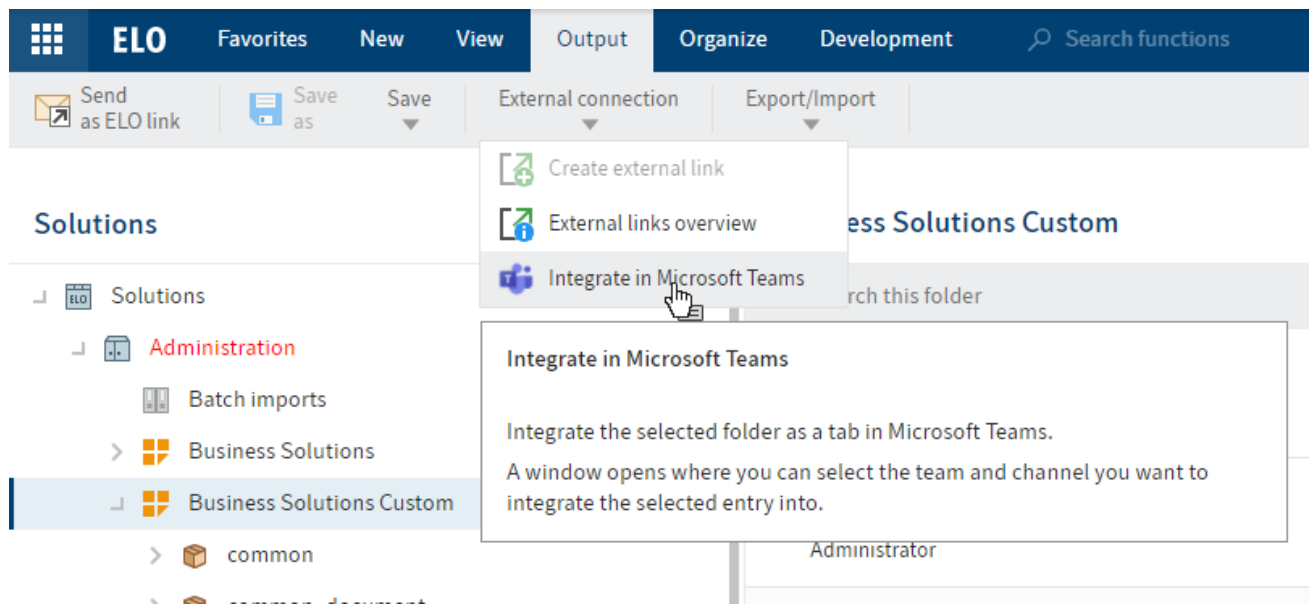 ELO Favorites New View Output Organize Development Search functions
Send
as ELO link
Save
as
Save
External connection
Export/Import
Create external link
External links overview
Integrate in Microsoft Teams
Solutions
ess Solutions Custom
rch this folder
ELO Solutions
Administration
Batch imports
Business Solutions
Business Solutions Custom
common
Integrate in Microsoft Teams
Integrate the selected folder as a tab in Microsoft Teams.
A window opens where you can select the team and channel you want to
integrate the selected entry into.
Administrator